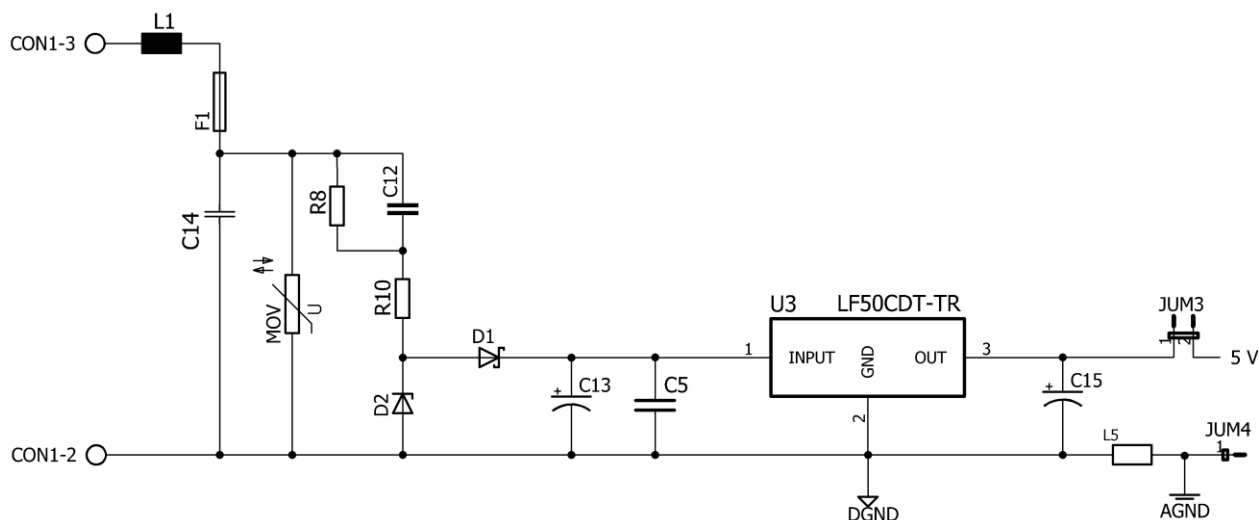 L1
CON1-3
F1
C14
MOV
U
R8
C12
R10
D1
D2
C13
C5
U3 LF50CDT-TR
1 INPUT GND OUT 3
2
C15
JUM3
1 2
5 V
CON1-2
DGND
L5
JUM4
1
AGND